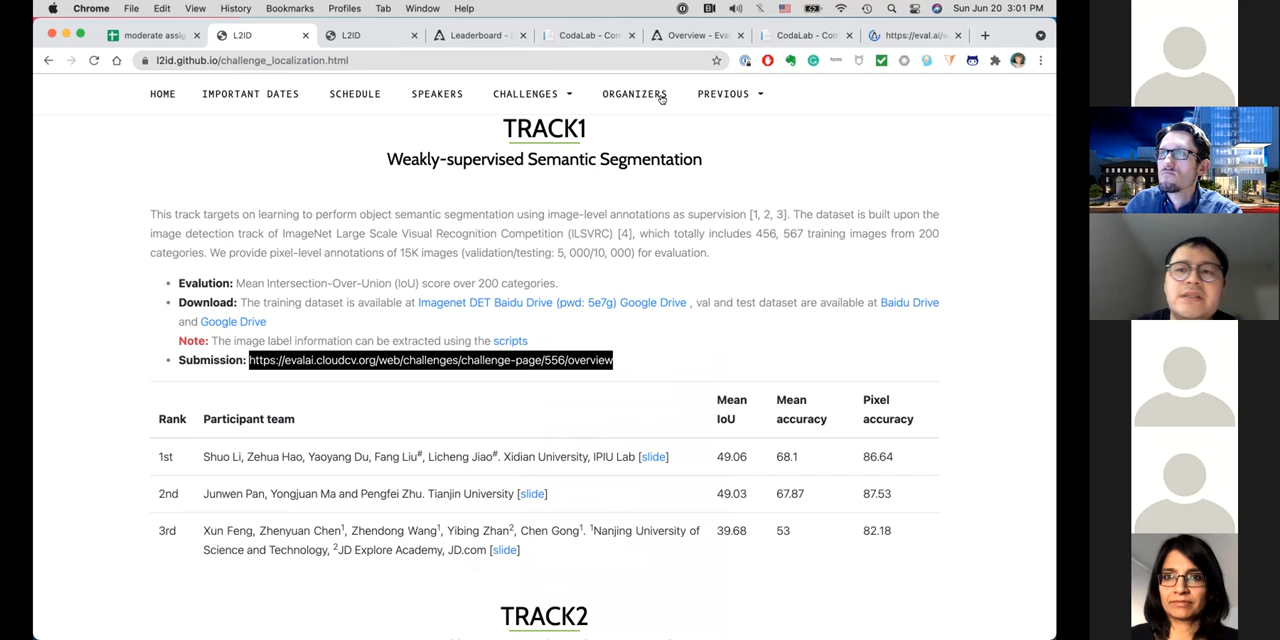 Chrome File Edit View History Bookmarks Profiles Tab Window Help Sun Jun 20 3:01 PM
moderate assig L2ID L2ID Leaderboard - CodaLab - Con Overview - Eval CodaLab - Con https://eval.ai/w
l2id.github.io/challenge_localization.html
HOME IMPORTANT DATES SCHEDULE SPEAKERS CHALLENGES ORGANIZERS PREVIOUS
TRACK1
Weakly-supervised Semantic Segmentation
This track targets on learning to perform object semantic segmentation using image-level annotations as supervision [1, 2, 3]. The dataset is built upon the
image detection track of ImageNet Large Scale Visual Recognition Competition (ILSVRC) [4], which totally includes 456, 567 training images from 200
categories. We provide pixel-level annotations of 15K images (validation/testing: 5, 000/10, 000) for evaluation.
• Evalution: Mean Intersection-Over-Union (IoU) score over 200 categories.
• Download: The training dataset is available at Imagenet DET Baidu Drive (pwd: 5e7g) Google Drive , val and test dataset are available at Baidu Drive
and Google Drive
Note: The image label information can be extracted using the scripts
• Submission: https://evalai.cloudcv.org/web/challenges/challenge-page/556/overview
Rank Participant team Mean IoU Mean accuracy Pixel accuracy
1st Shuo Li, Zehua Hao, Yaoyang Du, Fang Liu#, Licheng Jiao#. Xidian University, IPIU Lab [slide] 49.06 68.1 86.64
2nd Junwen Pan, Yongjuan Ma and Pengfei Zhu. Tianjin University [slide] 49.03 67.87 87.53
3rd Xun Feng, Zhenyuan Chen1, Zhendong Wang1, Yibing Zhan2, Chen Gong1. 1Nanjing University of 39.68 53 82.18
Science and Technology, 2JD Explore Academy, JD.com [slide]
TRACK2